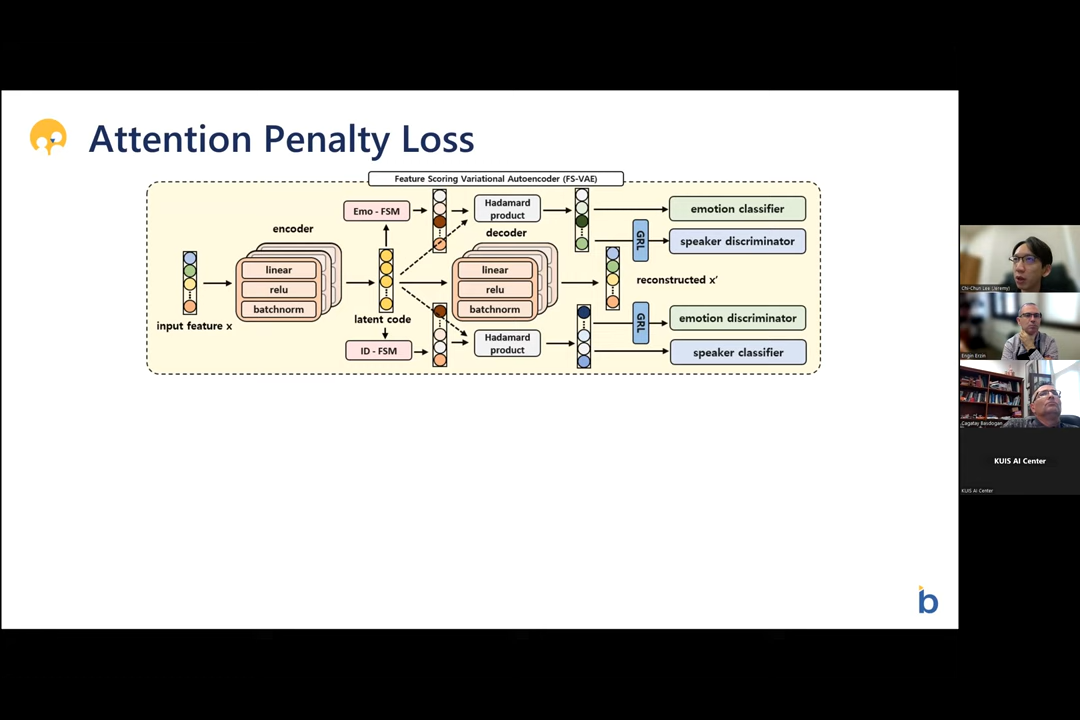 Attention Penalty Loss
Feature Scoring Variational Autoencoder (FS-VAE)
Emo - FSM
Hadamard
product
emotion classifier
encoder
decoder
GRL
speaker discriminator
linear
relu
batchnorm
linear
relu
batchnorm
reconstructed x′
input feature x
latent code
ID - FSM
Hadamard
product
GRL
emotion discriminator
speaker classifier
b
Chi-Chun Lee (Jeremy)
Engin Erzin
Cagatay Basdogan
KUIS AI Center
KUIS AI Center